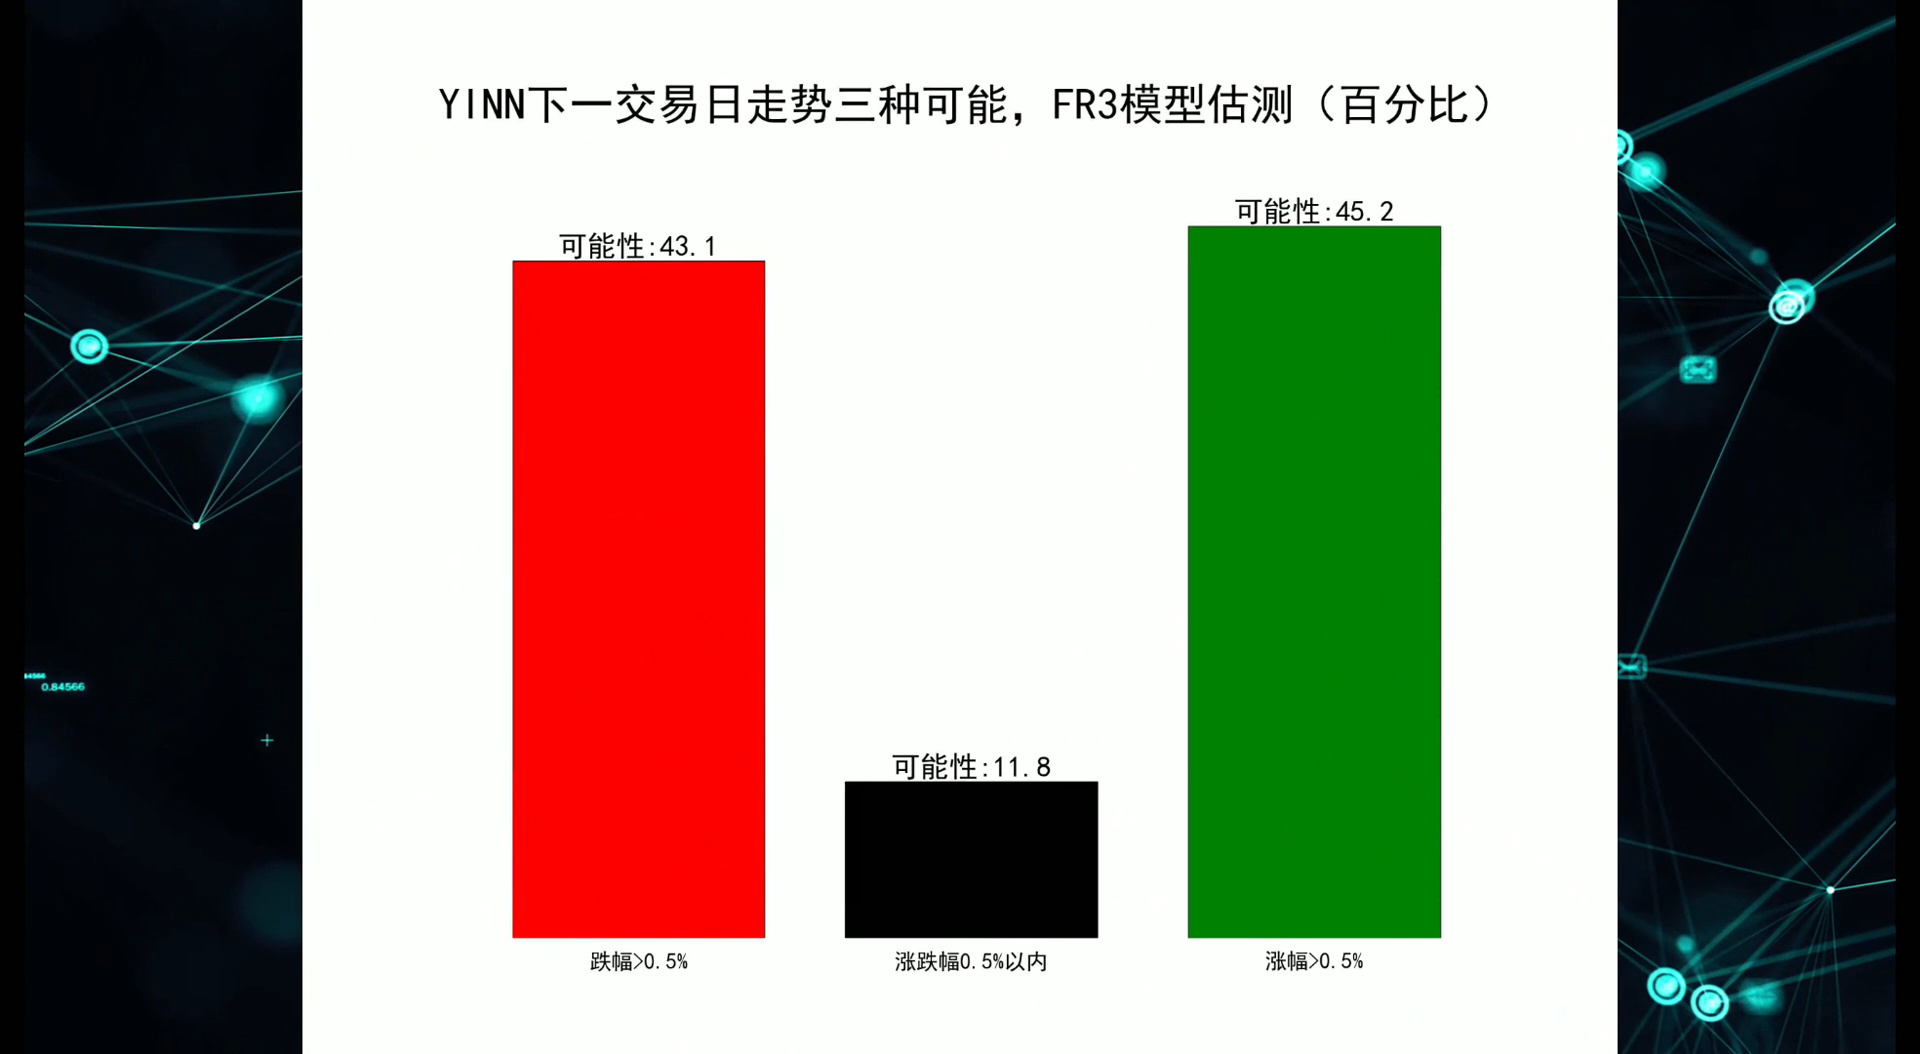 YINN下一交易日走势三种可能，FR3模型估测（百分比）
可能性:43.1
可能性:11.8
可能性:45.2
跌幅>0.5%
涨跌幅0.5%以内
涨幅>0.5%
0.84566